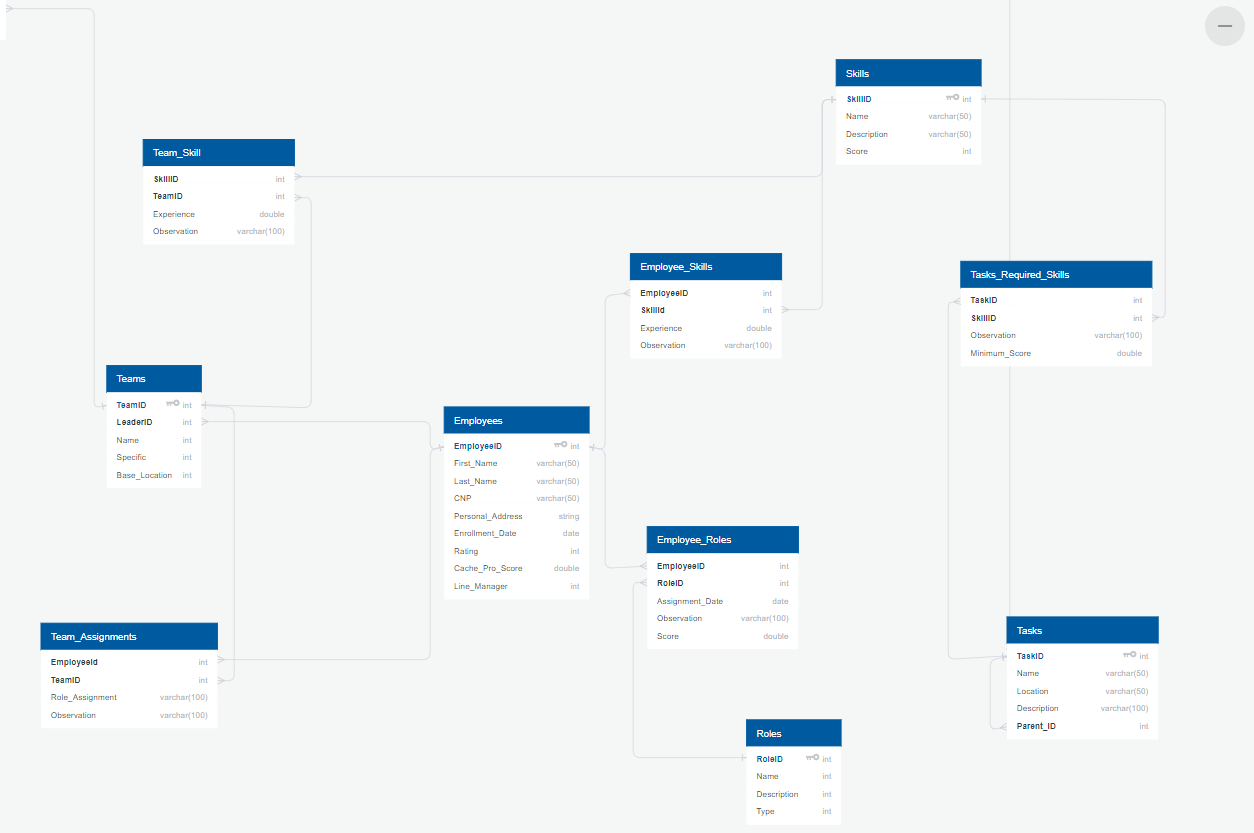 Skills
SkillID int
Name varchar(50)
Description varchar(50)
Score int
Team_Skill
SkillID int
TeamID int
Experience double
Observation varchar(100)
Employee_Skills
EmployeeID int
SkillId int
Experience double
Observation varchar(100)
Tasks_Required_Skills
TaskID int
SkillID int
Observation varchar(100)
Minimum_Score double
Teams
TeamID int
LeaderID int
Name int
Specific int
Base_Location int
Employees
EmployeeID int
First_Name varchar(50)
Last_Name varchar(50)
CNP varchar(50)
Personal_Address string
Enrollment_Date date
Rating int
Cache_Pro_Score double
Line_Manager int
Employee_Roles
EmployeeID int
RoleID int
Assignment_Date date
Observation varchar(100)
Score double
Team_Assignments
EmployeeId int
TeamID int
Role_Assignment varchar(100)
Observation varchar(100)
Tasks
TaskID int
Name varchar(50)
Location varchar(50)
Description varchar(100)
Parent_ID int
Roles
RoleID int
Name int
Description int
Type int